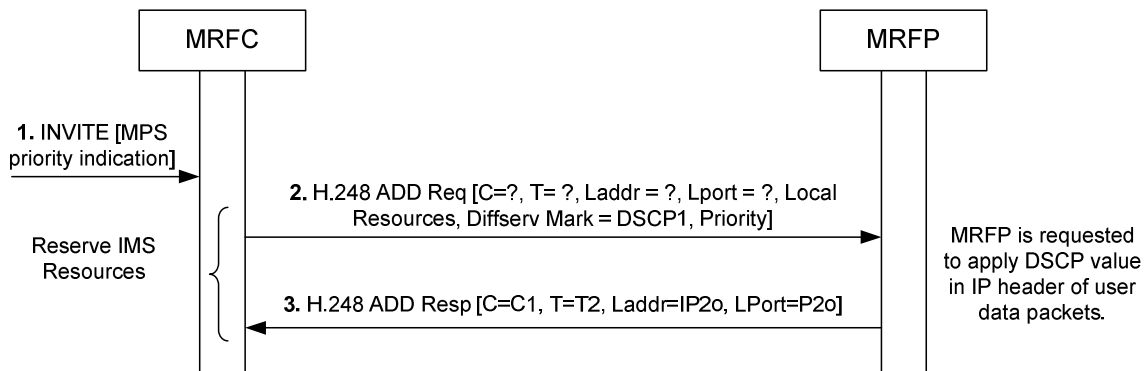 MRFC
MRFP
1. INVITE [MPS
priority indication]
2. H.248 ADD Req [C=?, T= ?, Laddr = ?, Lport = ?, Local
Resources, Diffserv Mark = DSCP1, Priority]
Reserve IMS
Resources
MRFP is requested
to apply DSCP value
in IP header of user
data packets.
3. H.248 ADD Resp [C=C1, T=T2, Laddr=IP2o, LPort=P2o]